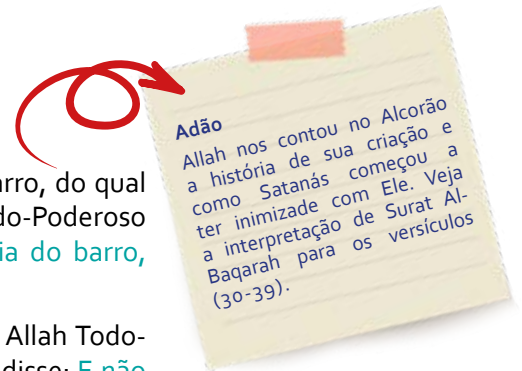 Adão
Allah nos contou no Alcorão
a história de sua criação e
como Satanás começou a
ter inimizade com Ele. Veja
a interpretação de Surat Al-
Baqarah para os versículos
(30-39).
arro, do qual
do-Poderoso
ia do barro,
Allah Todo-
disse: E não